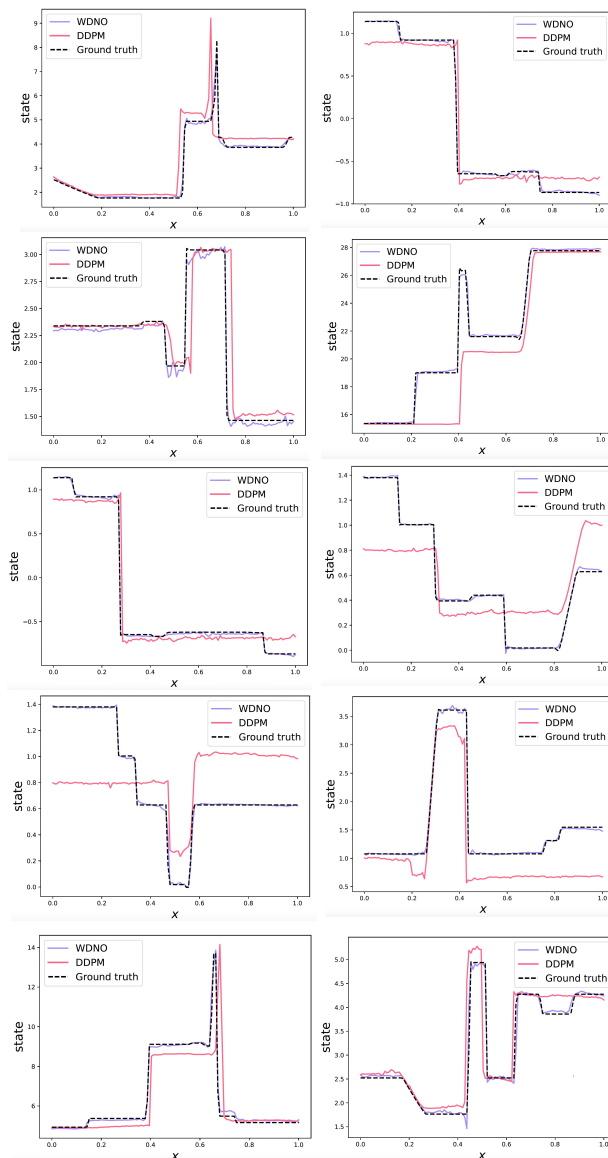 WDNO
DDPM
Ground truth
9
8
7
6
5
4
3
2
0.0 0.2 0.4 0.6 0.8 1.0
x
state
WDNO
DDPM
Ground truth
1.0
0.5
0.0
−0.5
−1.0
0.0 0.2 0.4 0.6 0.8 1.0
x
state
WDNO
DDPM
Ground truth
3.00
2.75
2.50
2.25
2.00
1.75
1.50
0.0 0.2 0.4 0.6 0.8 1.0
x
state
WDNO
DDPM
Ground truth
28
26
24
22
20
18
16
0.0 0.2 0.4 0.6 0.8 1.0
x
state
WDNO
DDPM
Ground truth
1.0
0.5
0.0
−0.5
0.0 0.2 0.4 0.6 0.8 1.0
x
state
WDNO
DDPM
Ground truth
1.4
1.2
1.0
0.8
0.6
0.4
0.2
0.0
0.0 0.2 0.4 0.6 0.8 1.0
x
state
WDNO
DDPM
Ground truth
1.4
1.2
1.0
0.8
0.6
0.4
0.2
0.0
0.0 0.2 0.4 0.6 0.8 1.0
x
state
WDNO
DDPM
Ground truth
3.5
3.0
2.5
2.0
1.5
1.0
0.5
0.0 0.2 0.4 0.6 0.8 1.0
x
state
WDNO
DDPM
Ground truth
14
12
10
8
6
0.0 0.2 0.4 0.6 0.8 1.0
x
state
WDNO
DDPM
Ground truth
5.0
4.5
4.0
3.5
3.0
2.5
2.0
1.5
0.0 0.2 0.4 0.6 0.8 1.0
x
state